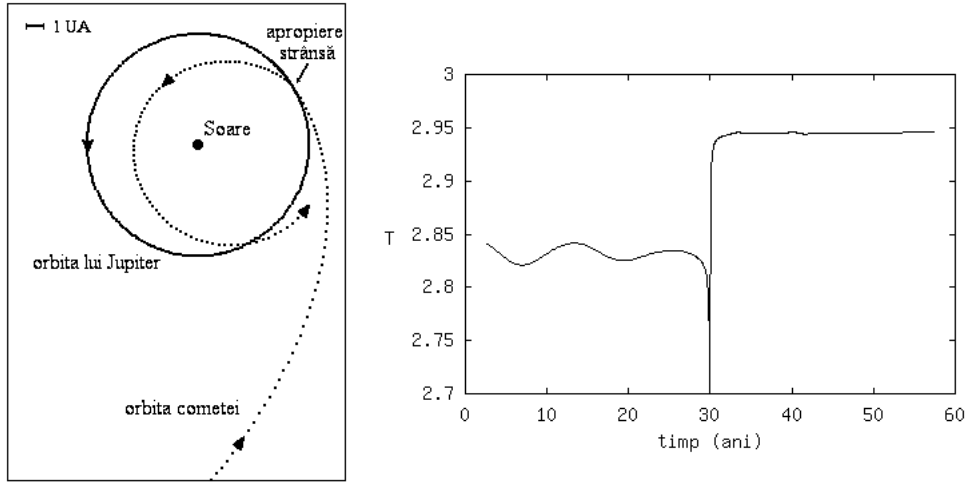 1 UA
apropiere
strânsă
Soare
orbita lui Jupiter
orbita cometei
3
2.95
2.9
2.85
2.8
2.75
2.7
T
0 10 20 30 40 50 60
timp (ani)